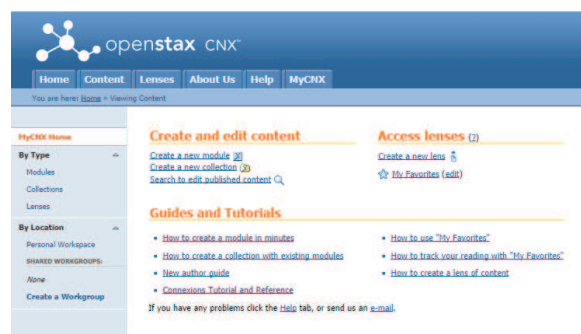 openstax CNX™
Home Content Lenses About Us Help MyCNX
You are here: Home » Viewing Content
MyCNX Home
By Type
Modules
Collections
Lenses
By Location
Personal Workspace
SHARED WORKGROUPS:
None
Create a Workgroup
Create and edit content
Create a new module
Create a new collection
Search to edit published content
Access lenses (?)
Create a new lens
My Favorites (edit)
Guides and Tutorials
How to create a module in minutes
How to create a collection with existing modules
New author guide
Connexions Tutorial and Reference
How to use "My Favorites"
How to track your reading with "My Favorites"
How to create a lens of content
If you have any problems click the Help tab, or send us an e-mail.